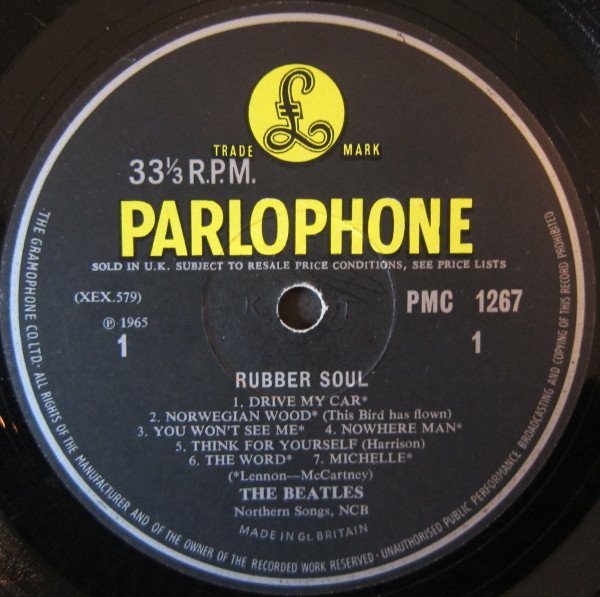 £
TRADE MARK
33⅓ R.P.M.
PARLOPHONE
SOLD IN U.K. SUBJECT TO RESALE PRICE CONDITIONS, SEE PRICE LISTS
(XEX.579) PMC 1267
℗ 1965
1 1
RUBBER SOUL
1. DRIVE MY CAR*
2. NORWEGIAN WOOD* (This Bird has flown)
3. YOU WON'T SEE ME* 4. NOWHERE MAN*
5. THINK FOR YOURSELF (Harrison)
6. THE WORD* 7. MICHELLE*
(*Lennon—McCartney)
THE BEATLES
Northern Songs, NCB
MADE IN Gt. BRITAIN
THE GRAMOPHONE CO. LTD. · ALL RIGHTS OF THE MANUFACTURER AND OF THE OWNER OF THE RECORDED WORK RESERVED · UNAUTHORISED PUBLIC PERFORMANCE BROADCASTING AND COPYING OF THIS RECORD PROHIBITED